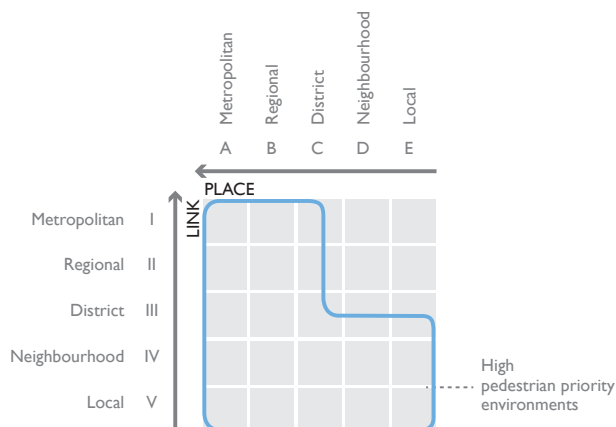 Metropolitan
Regional
District
Neighbourhood
Local
A B C D E
PLACE
LINK
Metropolitan I
Regional II
District III
Neighbourhood IV
Local V
High
pedestrian priority
environments